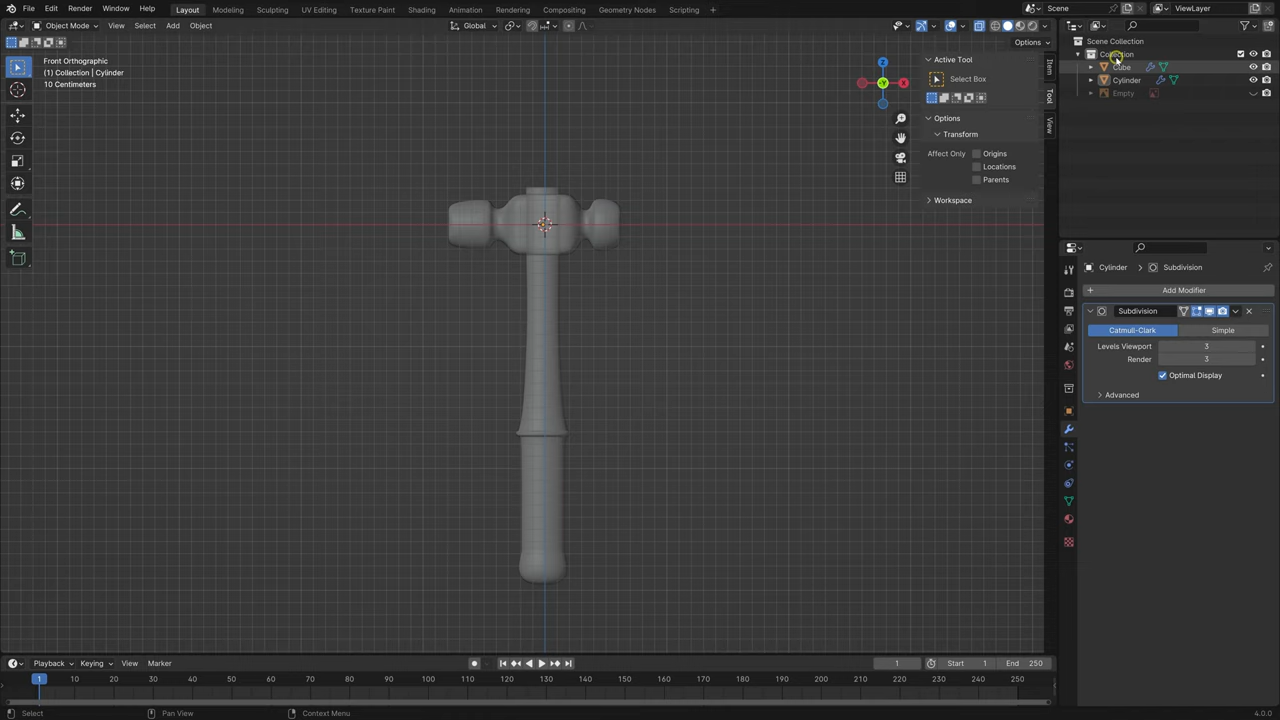 File Edit Render Window Help Layout Modeling Sculpting UV Editing Texture Paint Shading Animation Rendering Compositing Geometry Nodes Scripting + Scene ViewLayer
Object Mode View Select Add Object Global
Options
Front Orthographic
(1) Collection | Cylinder
10 Centimeters
Active Tool
Select Box
Options
Transform
Affect Only Origins
Locations
Parents
Workspace
Item
Tool
View
Scene Collection
Collection
Cube
Cylinder
Empty
Cylinder > Subdivision
+ Add Modifier
Subdivision
Catmull-Clark Simple
Levels Viewport 3
Render 3
Optimal Display
Advanced
Playback Keying View Marker 1 Start 1 End 250
1 10 20 30 40 50 60 70 80 90 100 110 120 130 140 150 160 170 180 190 200 210 220 230 240 250
Select Pan View Context Menu 4.0.0